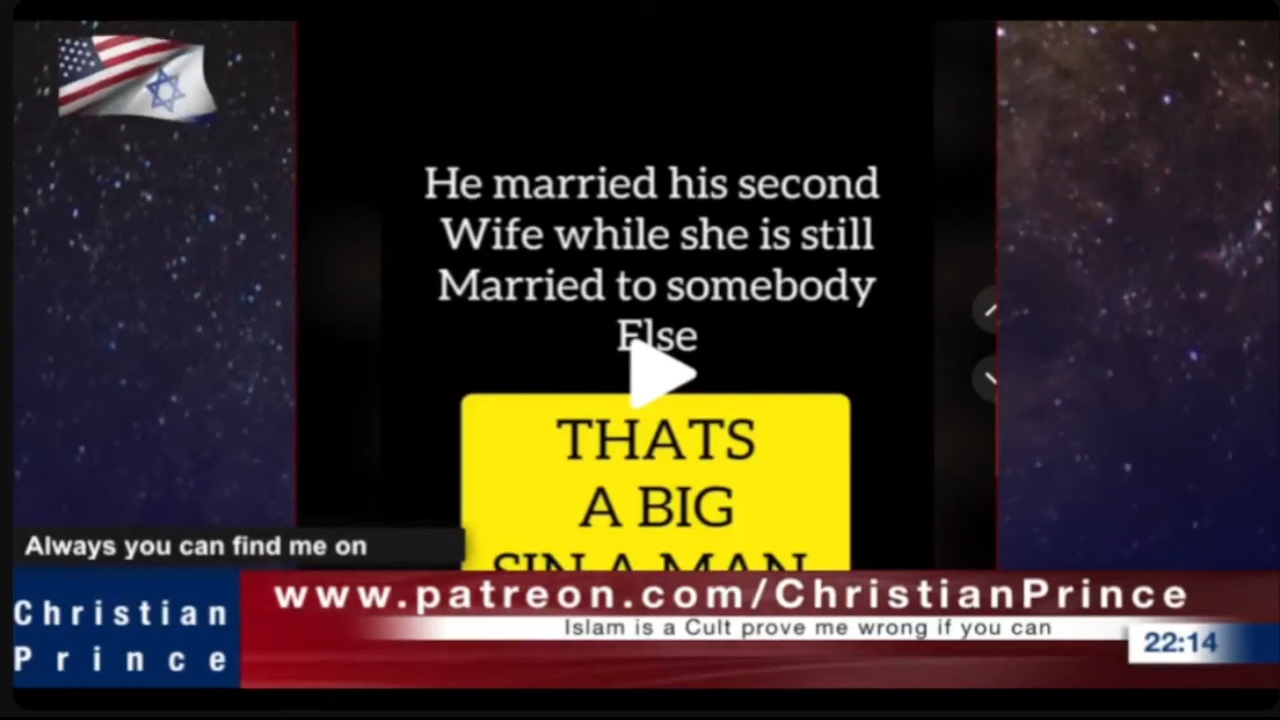 He married his second
Wife while she is still
Married to somebody
Else
THATS
A BIG
SIN A MAN
Always you can find me on
Christian
Prince
www.patreon.com/ChristianPrince
Islam is a Cult prove me wrong if you can
22:14